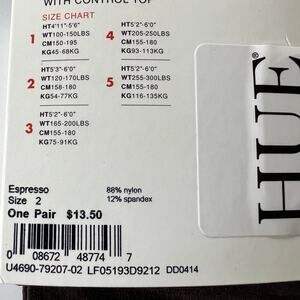 WITH CONTROL TOP
SIZE CHART
1
HT4'11"-5'6"
WT100-150LBS
CM150-195
KG45-68KG
2
HT5'3"-6'0"
WT120-170LBS
CM158-180
KG54-77KG
3
HT5'2"-6'0"
WT165-200LBS
CM155-180
KG75-91KG
4
HT5'2"-6'0"
WT205-250LBS
CM155-180
KG93-113KG
5
HT5'2"-6'0"
WT255-300LBS
CM155-180
KG116-135KG
HUE®
Espresso
Size 2
88% nylon
12% spandex
One Pair $13.50
0 08672 48774 7
U4690-79207-02 LF05193D9212 DD0414